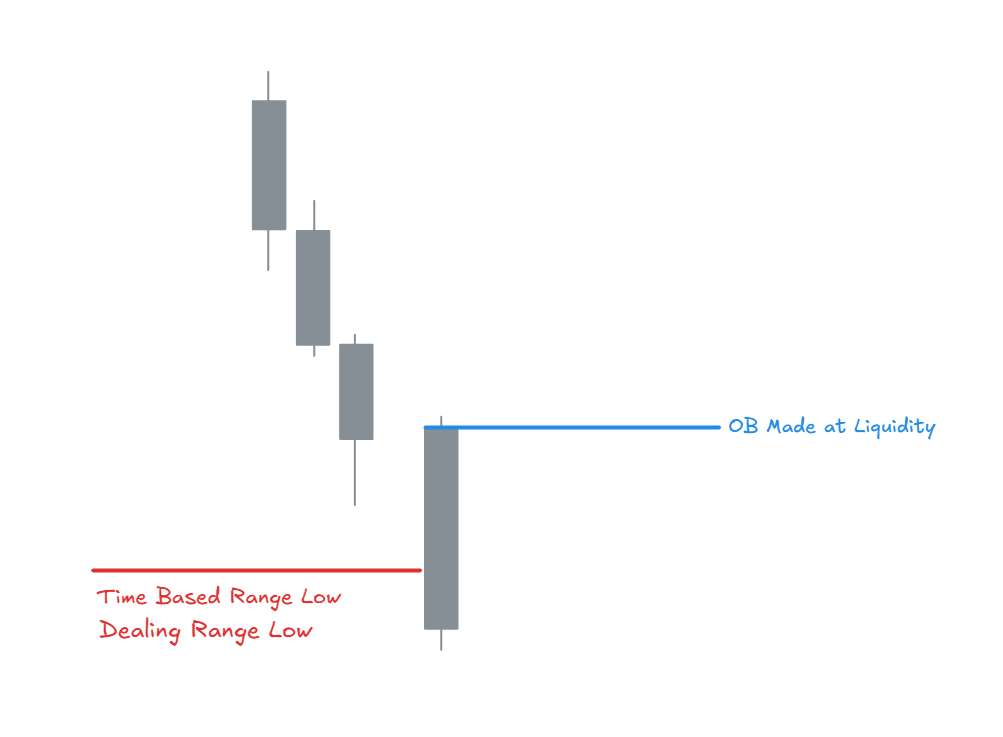 OB Made at Liquidity
Time Based Range Low
Dealing Range Low